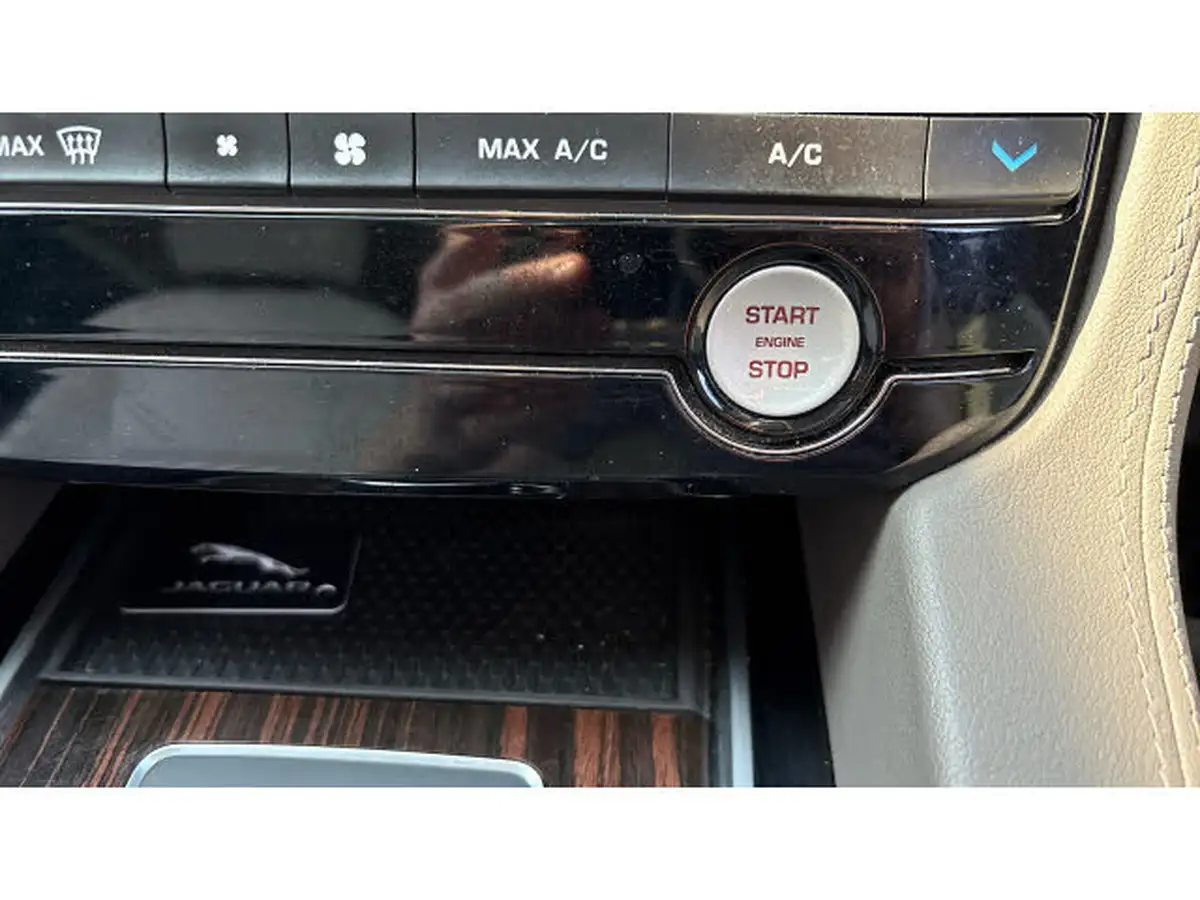 MAX
MAX A/C
A/C
START
ENGINE
STOP
JAGUAR